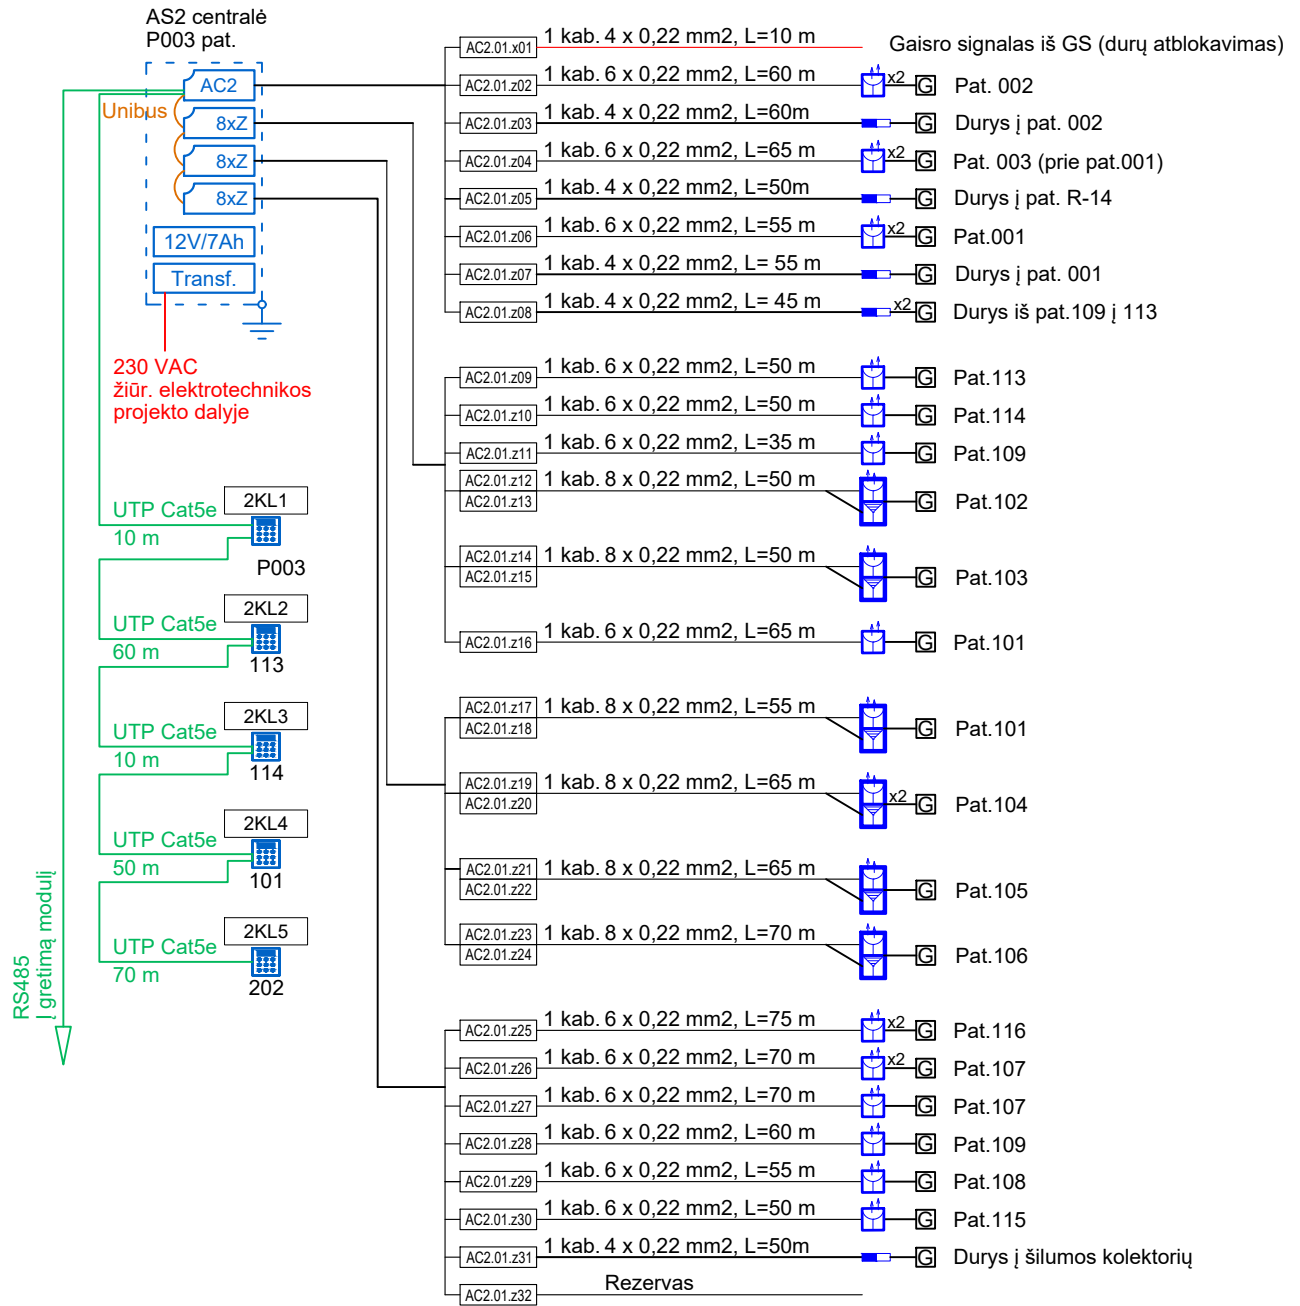 AS2 centralė
P003 pat.
AC2
Unibus
8xZ
8xZ
8xZ
12V/7Ah
Transf.
230 VAC
žiūr. elektrotechnikos
projekto dalyje
UTP Cat5e
10 m
2KL1
P003
UTP Cat5e
60 m
2KL2
113
UTP Cat5e
10 m
2KL3
114
UTP Cat5e
50 m
2KL4
101
UTP Cat5e
70 m
2KL5
202
RS485
Į gretimą modulį
AC2.01.x01 1 kab. 4 x 0,22 mm2, L=10 m Gaisro signalas iš GS (durų atblokavimas)
AC2.01.z02 1 kab. 6 x 0,22 mm2, L=60 m x2 G Pat. 002
AC2.01.z03 1 kab. 4 x 0,22 mm2, L=60m G Durys į pat. 002
AC2.01.z04 1 kab. 6 x 0,22 mm2, L=65 m x2 G Pat. 003 (prie pat.001)
AC2.01.z05 1 kab. 4 x 0,22 mm2, L=50m G Durys į pat. R-14
AC2.01.z06 1 kab. 6 x 0,22 mm2, L=55 m x2 G Pat.001
AC2.01.z07 1 kab. 4 x 0,22 mm2, L= 55 m G Durys į pat. 001
AC2.01.z08 1 kab. 4 x 0,22 mm2, L= 45 m x2 G Durys iš pat.109 į 113
AC2.01.z09 1 kab. 6 x 0,22 mm2, L=50 m G Pat.113
AC2.01.z10 1 kab. 6 x 0,22 mm2, L=50 m G Pat.114
AC2.01.z11 1 kab. 6 x 0,22 mm2, L=35 m G Pat.109
AC2.01.z12 1 kab. 8 x 0,22 mm2, L=50 m G Pat.102
AC2.01.z13
AC2.01.z14 1 kab. 8 x 0,22 mm2, L=50 m G Pat.103
AC2.01.z15
AC2.01.z16 1 kab. 6 x 0,22 mm2, L=65 m G Pat.101
AC2.01.z17 1 kab. 8 x 0,22 mm2, L=55 m G Pat.101
AC2.01.z18
AC2.01.z19 1 kab. 8 x 0,22 mm2, L=65 m x2 G Pat.104
AC2.01.z20
AC2.01.z21 1 kab. 8 x 0,22 mm2, L=65 m G Pat.105
AC2.01.z22
AC2.01.z23 1 kab. 8 x 0,22 mm2, L=70 m G Pat.106
AC2.01.z24
AC2.01.z25 1 kab. 6 x 0,22 mm2, L=75 m x2 G Pat.116
AC2.01.z26 1 kab. 6 x 0,22 mm2, L=70 m x2 G Pat.107
AC2.01.z27 1 kab. 6 x 0,22 mm2, L=70 m G Pat.107
AC2.01.z28 1 kab. 6 x 0,22 mm2, L=60 m G Pat.109
AC2.01.z29 1 kab. 6 x 0,22 mm2, L=55 m G Pat.108
AC2.01.z30 1 kab. 6 x 0,22 mm2, L=50 m G Pat.115
AC2.01.z31 1 kab. 4 x 0,22 mm2, L=50m G Durys į šilumos kolektorių
AC2.01.z32 Rezervas